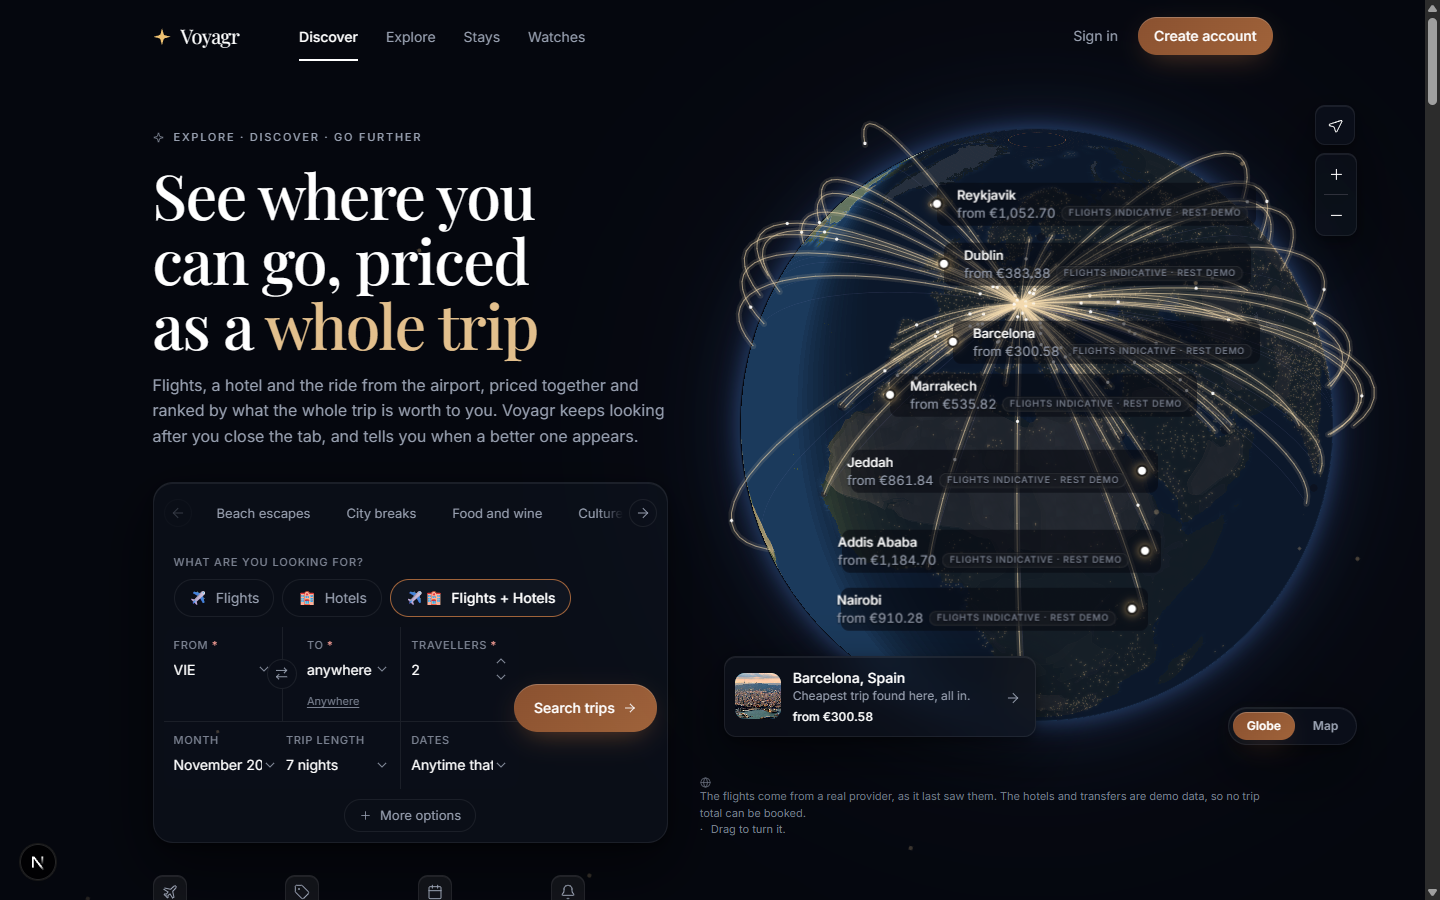 Voyagr
Discover
Explore
Stays
Watches
Sign in
Create account
EXPLORE · DISCOVER · GO FURTHER
See where you
can go, priced
as a whole trip
Flights, a hotel and the ride from the airport, priced together and
ranked by what the whole trip is worth to you. Voyagr keeps looking
after you close the tab, and tells you when a better one appears.
Beach escapes
City breaks
Food and wine
Culture
WHAT ARE YOU LOOKING FOR?
Flights
Hotels
Flights + Hotels
FROM *
VIE
TO *
anywhere
Anywhere
TRAVELLERS *
2
Search trips
MONTH
November 20
TRIP LENGTH
7 nights
DATES
Anytime that
More options
Reykjavik
from €1,052.70 FLIGHTS INDICATIVE · REST DEMO
Dublin
from €383.38 FLIGHTS INDICATIVE · REST DEMO
Barcelona
from €300.58 FLIGHTS INDICATIVE · REST DEMO
Marrakech
from €535.82 FLIGHTS INDICATIVE · REST DEMO
Jeddah
from €861.84 FLIGHTS INDICATIVE · REST DEMO
Addis Ababa
from €1,184.70 FLIGHTS INDICATIVE · REST DEMO
Nairobi
from €910.28 FLIGHTS INDICATIVE · REST DEMO
Barcelona, Spain
Cheapest trip found here, all in.
from €300.58
Globe
Map
The flights come from a real provider, as it last saw them. The hotels and transfers are demo data, so no trip
total can be booked.
· Drag to turn it.
N